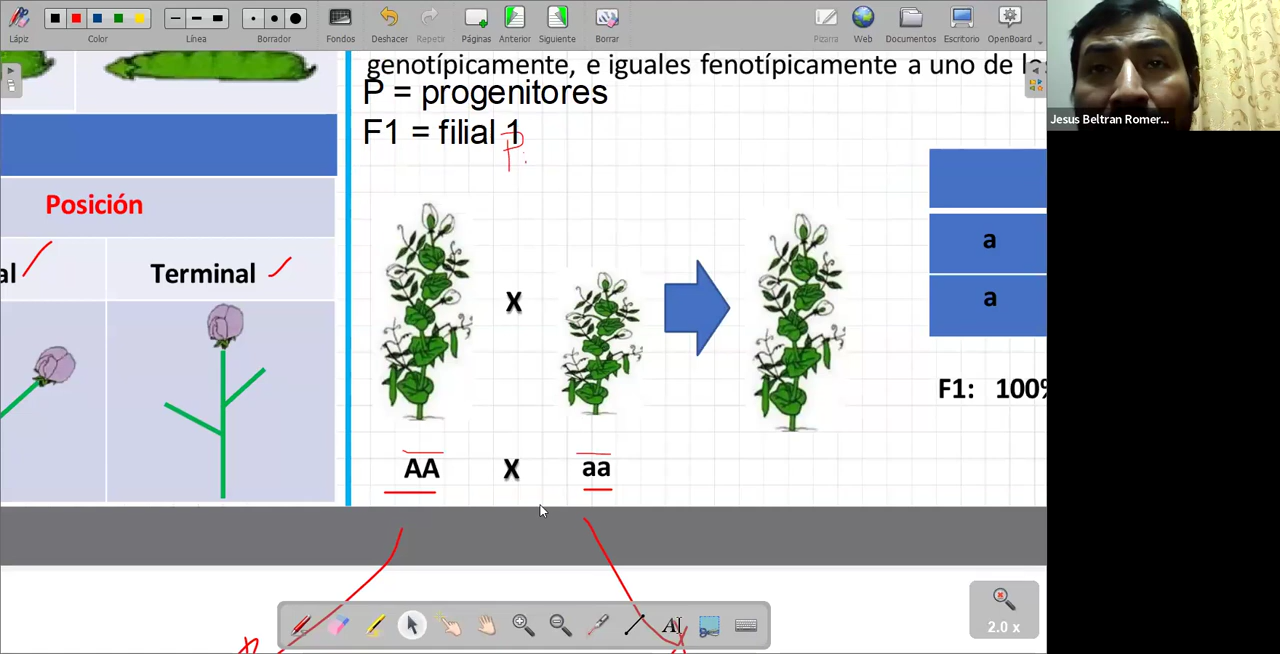 Lápiz
Color
Línea
Borrador
Fondos
Deshacer
Repetir
Páginas
Anterior
Siguiente
Borrar
Pizarra
Web
Documentos
Escritorio
OpenBoard
Jesus Beltran Romer...
genotípicamente, e iguales fenotípicamente a uno de
P = progenitores
F1 = filial 1
P:
Posición
al
Terminal
X
a
a
F1: 100%
AA X aa
2.0 x